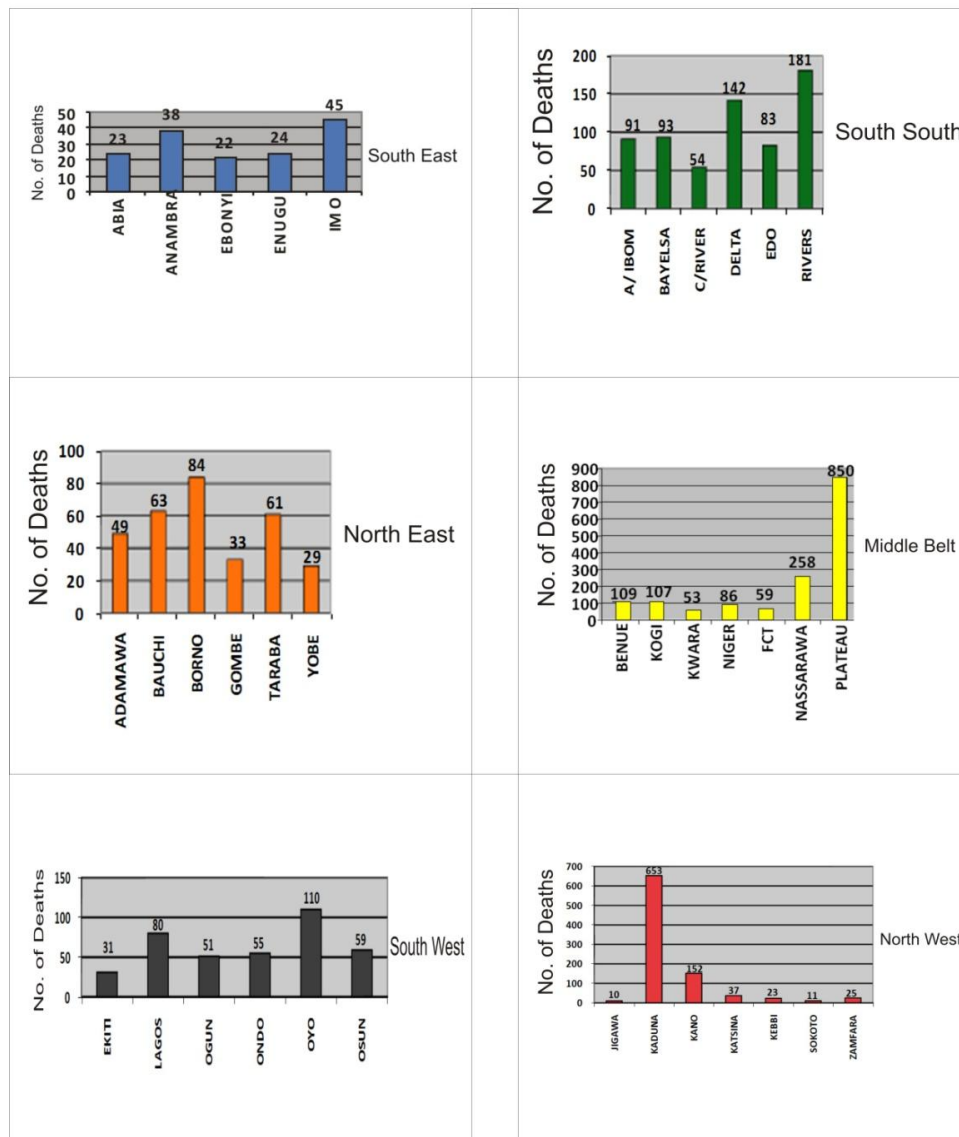 No. of Deaths
50
40
30
20
10
0
23
38
22
24
45
ABIA
ANAMBRA
EBONYI
ENUGU
IMO
South East
No. of Deaths
200
150
100
50
0
91
93
54
142
83
181
A/IBOM
BAYELSA
C/RIVER
DELTA
EDO
RIVERS
South South
No. of Deaths
100
80
60
40
20
0
49
63
84
33
61
29
ADAMAWA
BAUCHI
BORNO
GOMBE
TARABA
YOBE
North East
No. of Deaths
900
800
700
600
500
400
300
200
100
0
109
107
53
86
59
258
850
BENUE
KOGI
KWARA
NIGER
FCT
NASSARAWA
PLATEAU
Middle Belt
No. of Deaths
150
100
50
0
31
80
51
55
110
59
EKITI
LAGOS
OGUN
ONDO
OYO
OSUN
South West
No. of Deaths
700
600
500
400
300
200
100
0
10
653
152
37
23
11
25
JIGAWA
KADUNA
KANO
KATSINA
KEBBI
SOKOTO
ZAMFARA
North West